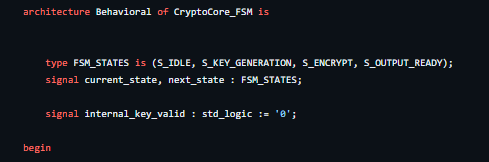 architecture Behavioral of CryptoCore_FSM is
type FSM_STATES is (S_IDLE, S_KEY_GENERATION, S_ENCRYPT, S_OUTPUT_READY);
signal current_state, next_state : FSM_STATES;
signal internal_key_valid : std_logic := '0';
begin